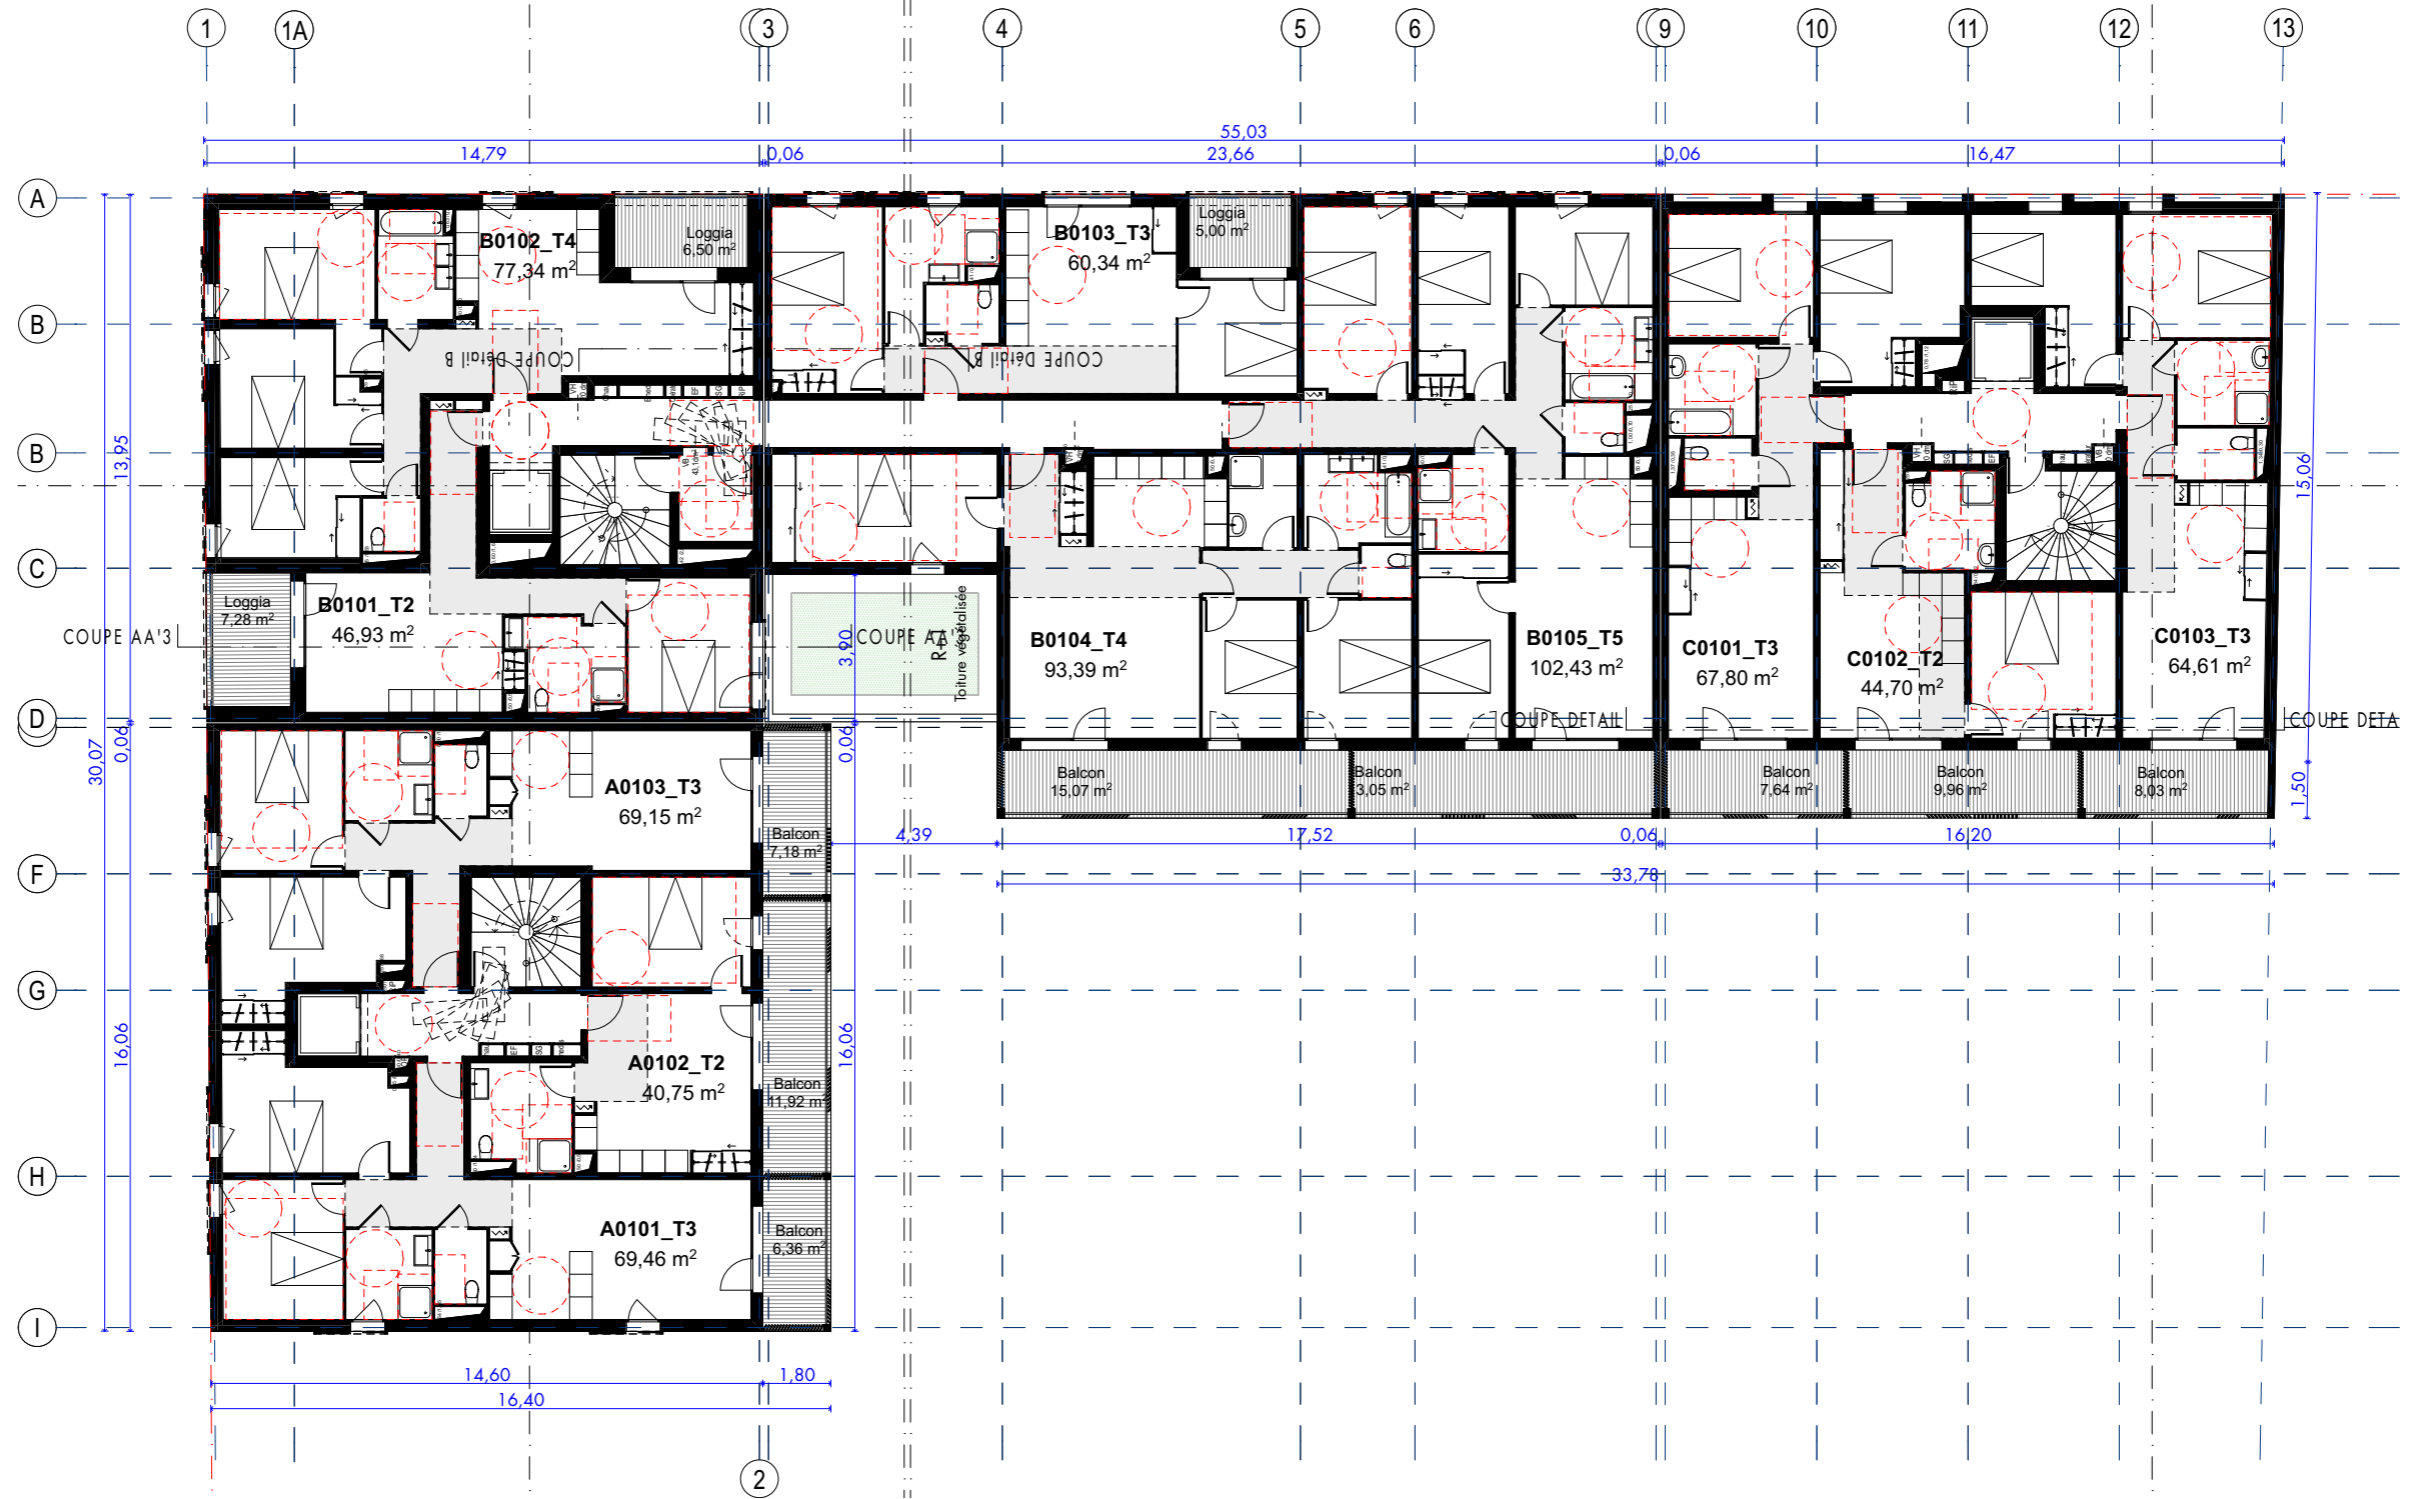 1
1A
3
4
5
6
9
10
11
12
13
55,03
14,79
0,06
23,66
0,06
16,47
A
B
B
C
D
F
G
H
I
2
B0102_T4
77,34 m²
Loggia
6,50 m²
B0103_T3
60,34 m²
Loggia
5,00 m²
COUPE Détail B
COUPE Détail B
13,95
15,06
Loggia
7,28 m²
B0101_T2
46,93 m²
COUPE AA'3
COUPE AA'3
3,90
R+1
Toiture végétalisée
B0104_T4
93,39 m²
B0105_T5
102,43 m²
C0101_T3
67,80 m²
C0102_T2
44,70 m²
C0103_T3
64,61 m²
COUPE DETAIL
COUPE DETA
30,07
0,06
0,06
Balcon
15,07 m²
Balcon
3,05 m²
Balcon
7,64 m²
Balcon
9,96 m²
Balcon
8,03 m²
1,50
A0103_T3
69,15 m²
Balcon
7,18 m²
4,39
17,52
0,06
16,20
33,78
16,06
16,06
A0102_T2
40,75 m²
Balcon
11,92 m²
A0101_T3
69,46 m²
Balcon
6,36 m²
14,60
1,80
16,40